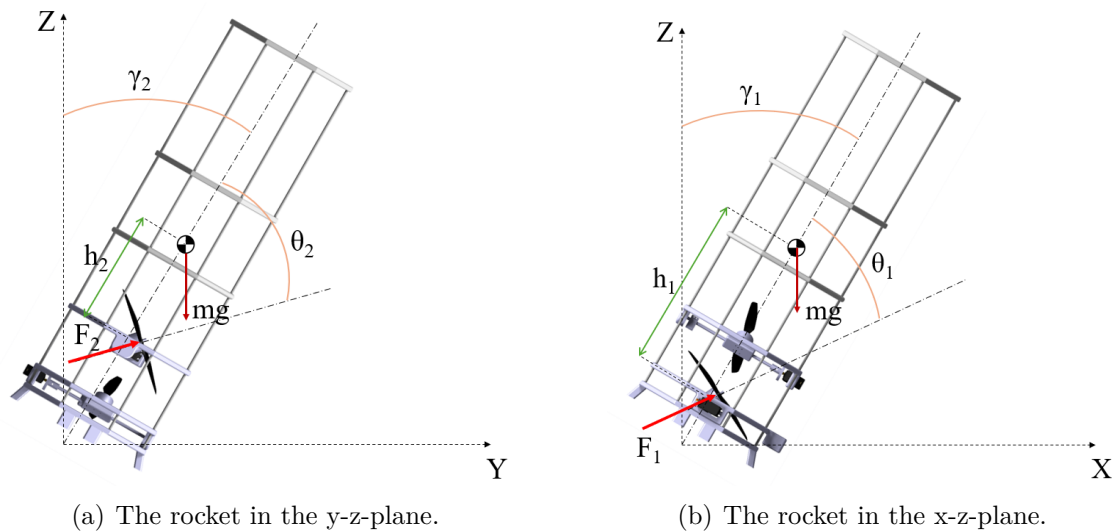 Z
γ₂
θ₂
h₂
mg
F₂
Y
(a) The rocket in the y-z-plane.
Z
γ₁
θ₁
h₁
mg
F₁
X
(b) The rocket in the x-z-plane.